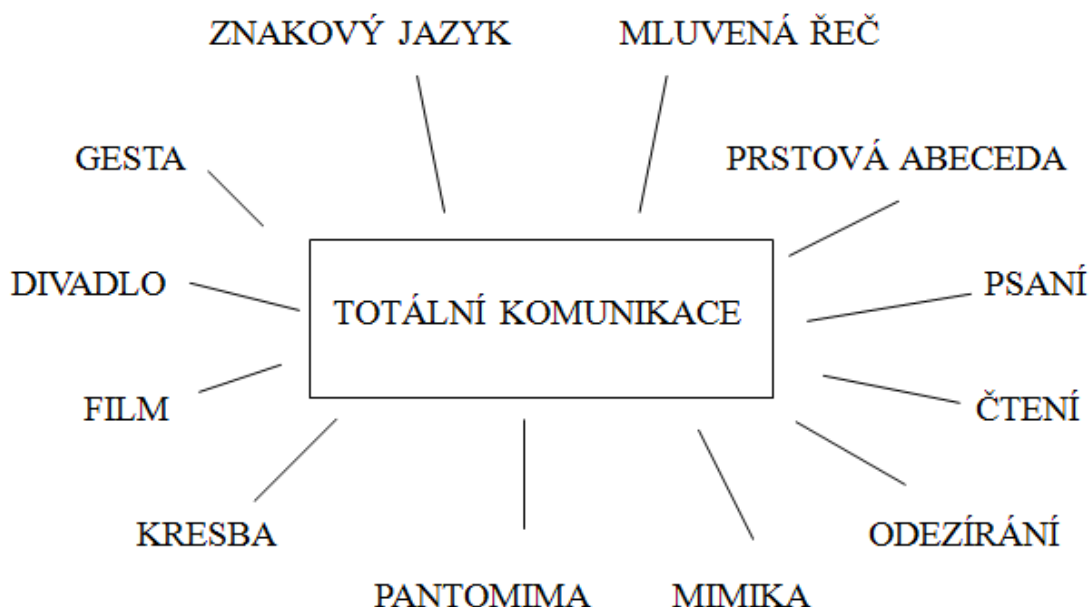 ZNAKOVÝ JAZYK
MLUVENÁ ŘEČ
GESTA
PRSTOVÁ ABECEDA
DIVADLO
TOTÁLNÍ KOMUNIKACE
PSANÍ
FILM
ČTENÍ
KRESBA
ODEZÍRÁNÍ
PANTOMIMA
MIMIKA